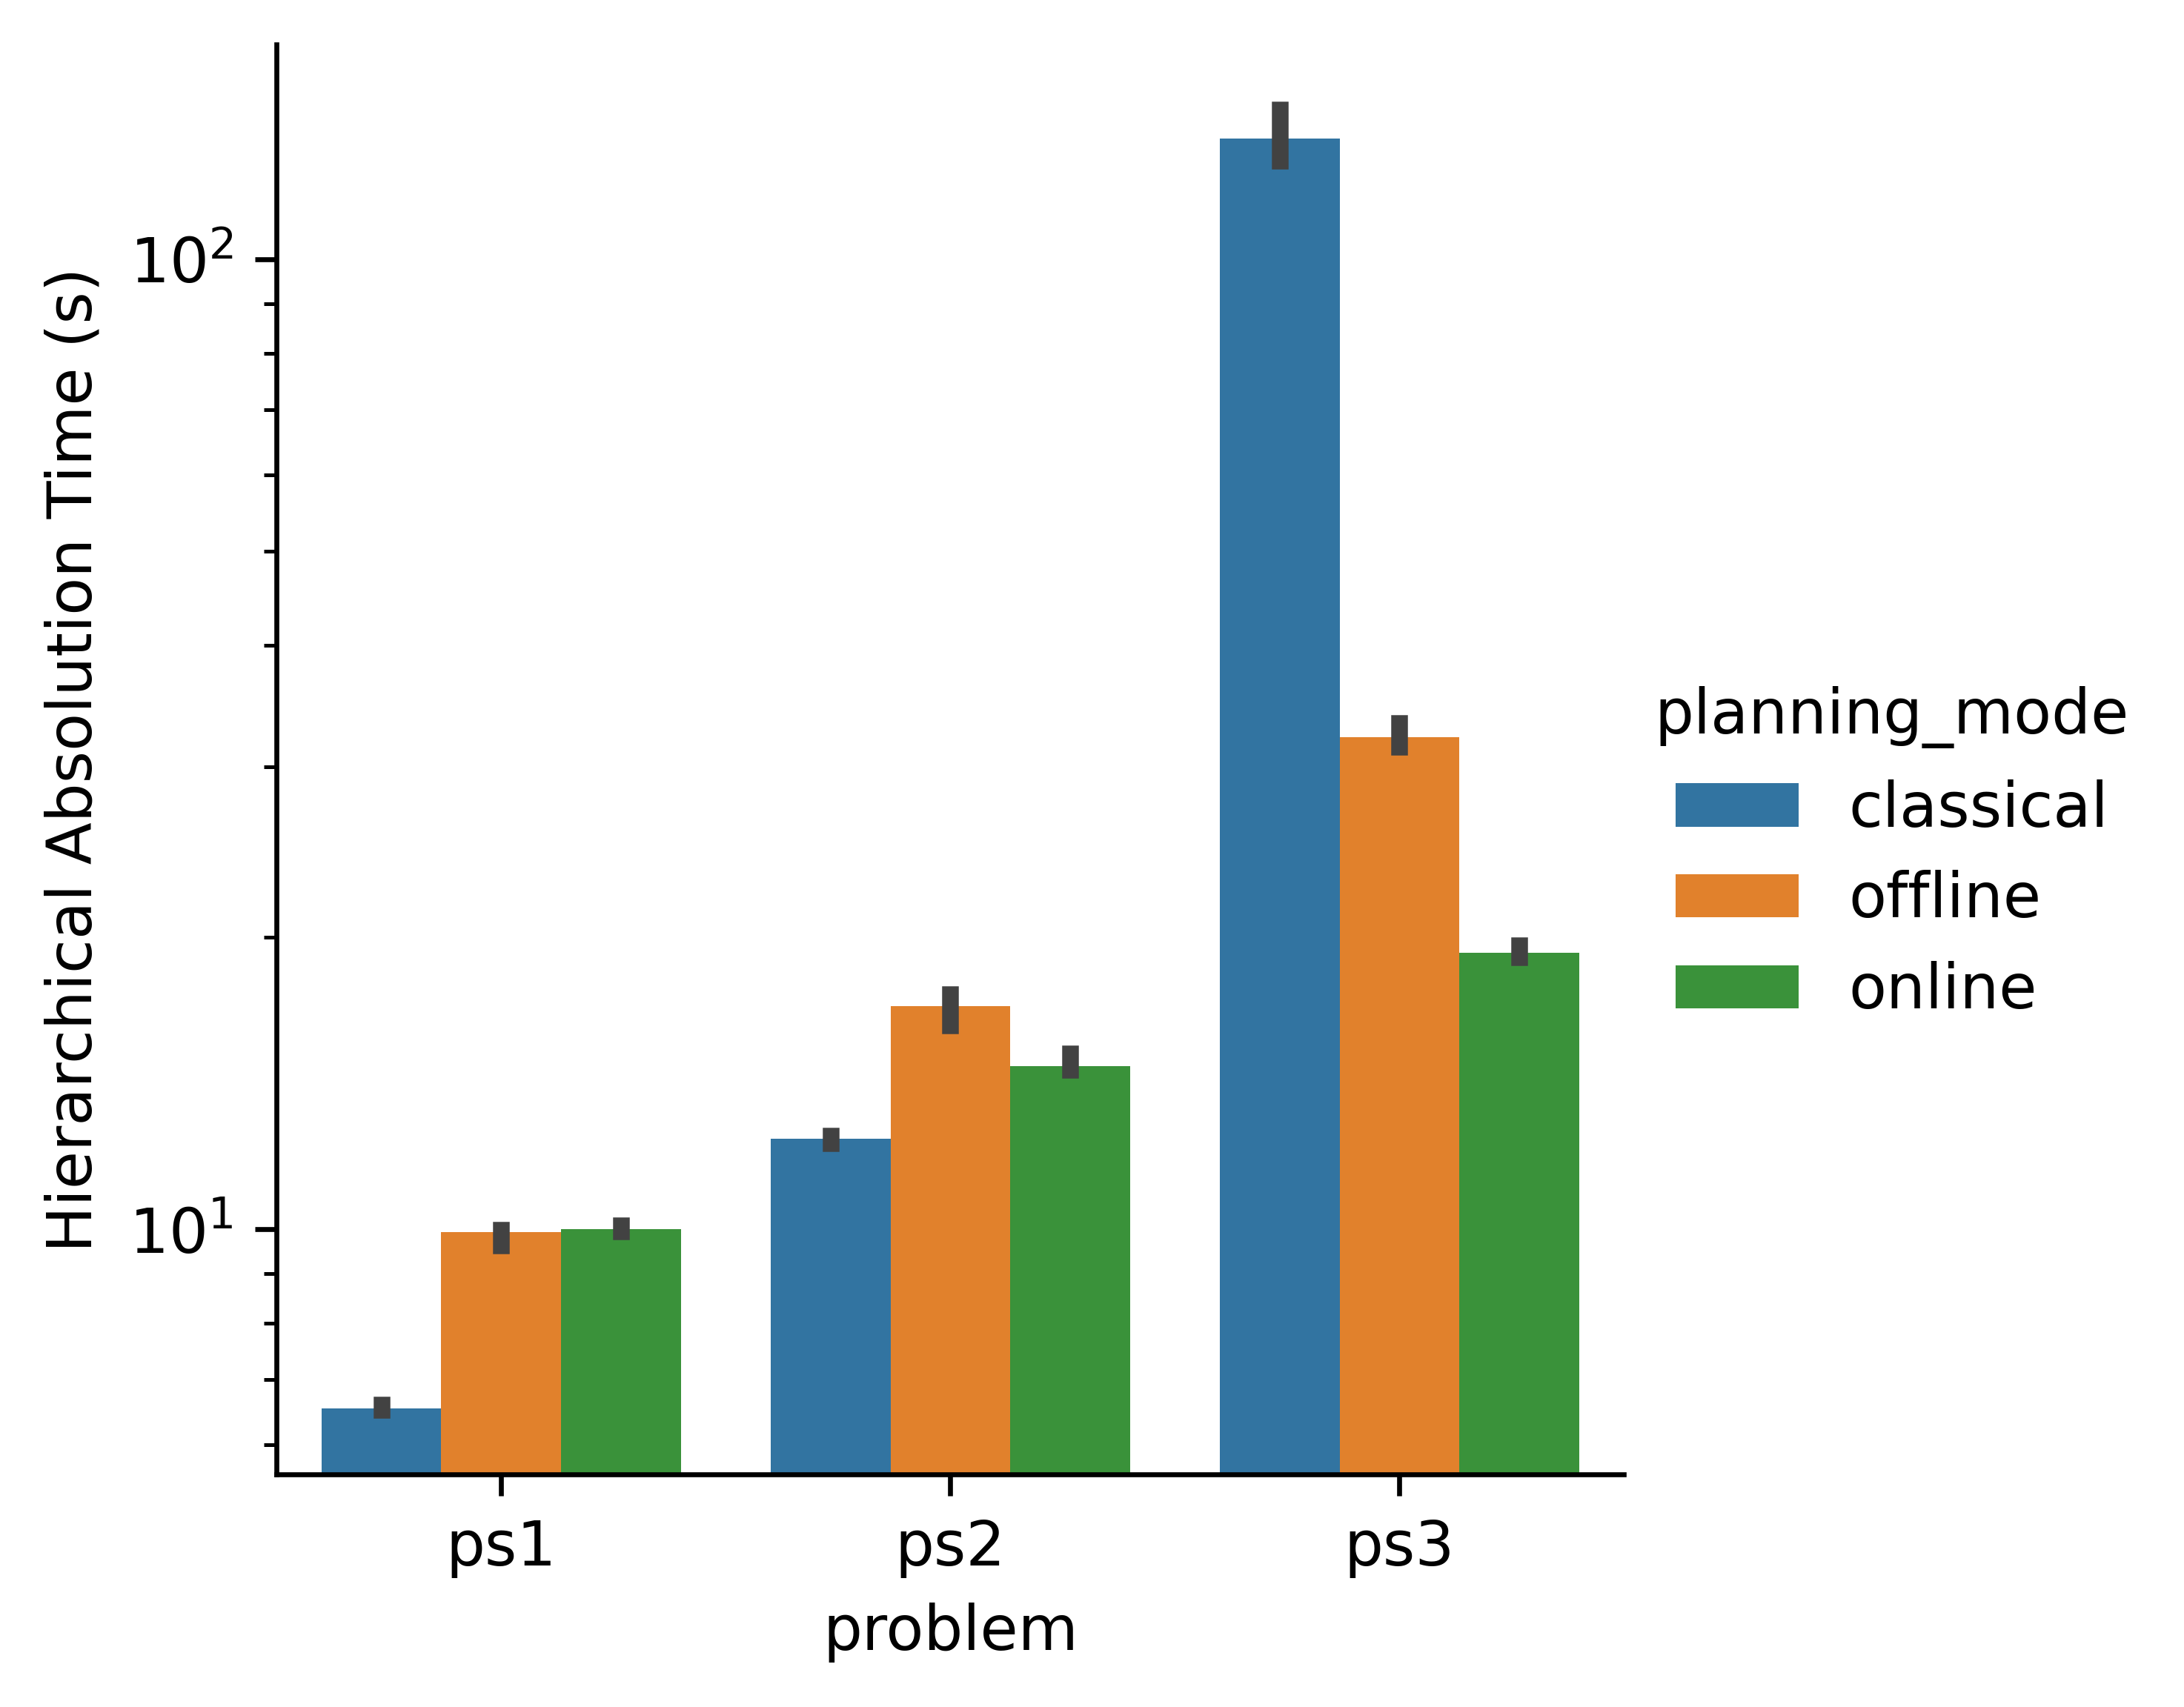 Hierarchical Absolution Time (s)
10²
10¹
ps1
ps2
ps3
problem
planning_mode
classical
offline
online